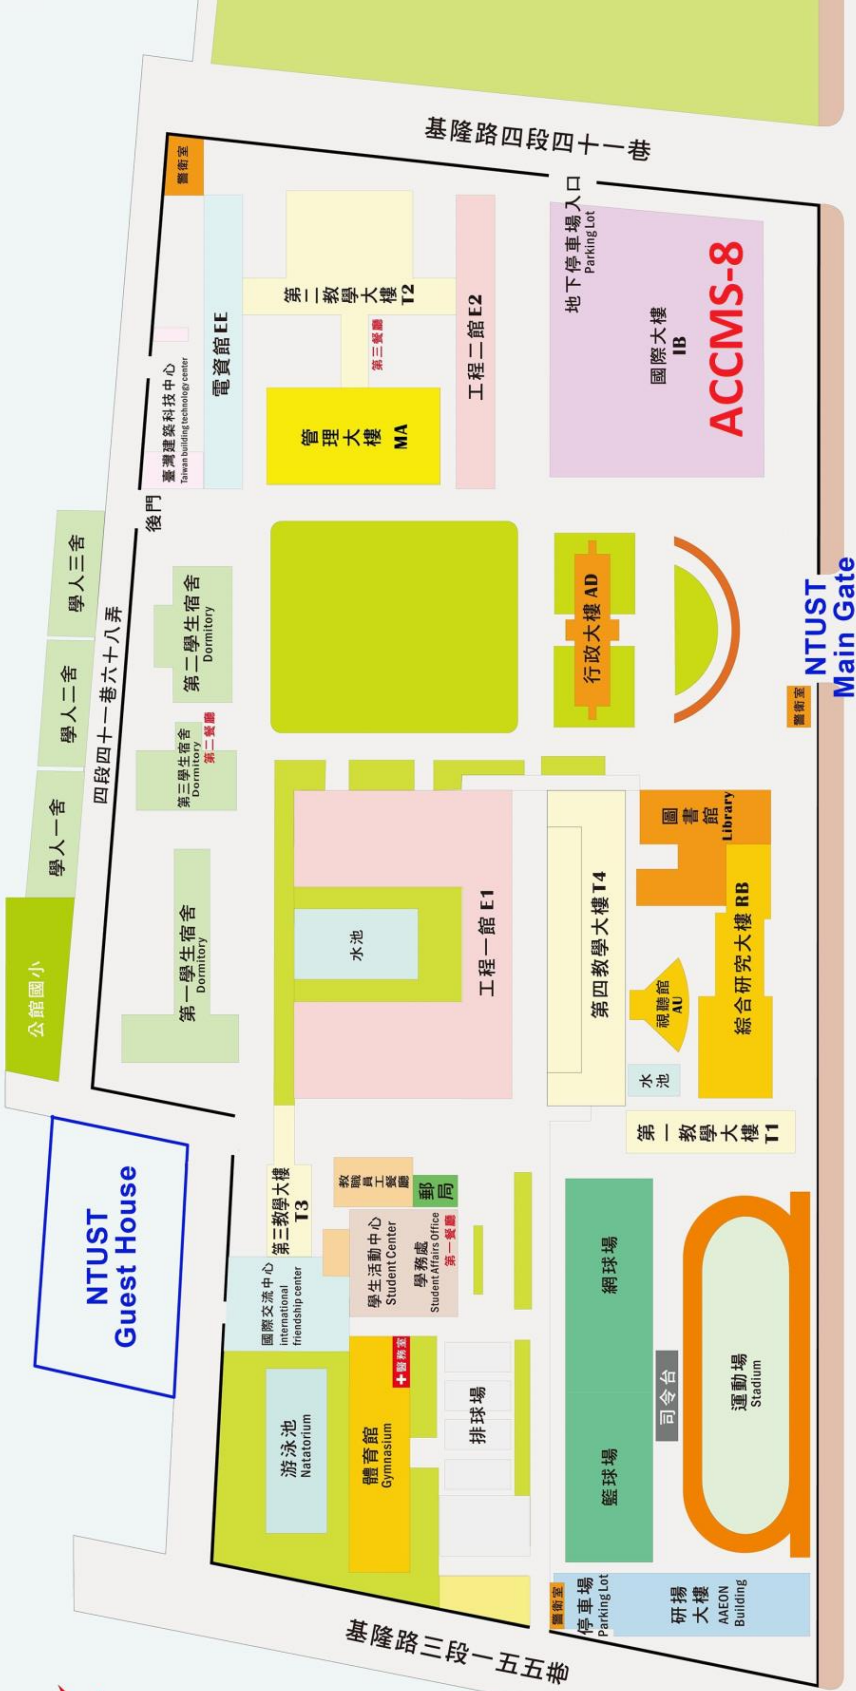 基隆路四段四十一巷
警衛室
地下停車場入口
Parking Lot
第二教學大樓
T2
電資館 EE
第三餐廳
工程二館 E2
國際大樓
IB
ACCMS-8
臺灣建築科技中心
Taiwan building technology center
管理大樓
MA
後門
學人三舍
學人二舍
學人一舍
四段四十一巷六十八弄
第二學生宿舍
Dormitory
第三學生宿舍
Dormitory
第二餐廳
行政大樓 AD
NTUST
Main Gate
警衛室
圖書館
Library
公館國小
第一學生宿舍
Dormitory
水池
工程一館 E1
第四教學大樓 T4
視聽館
AU
綜合研究大樓 RB
水池
第一教學大樓
T1
NTUST
Guest House
第三教學大樓
T3
教職員工餐廳
郵局
學生活動中心
Student Center
學務處
Student Affairs Office
第一餐廳
國際交流中心
international
friendship center
網球場
司令台
運動場
Stadium
游泳池
Natatorium
體育館
Gymnasium
醫務室
排球場
籃球場
警衛室
停車場
Parking Lot
研揚大樓
AAEON
Building
基隆路三段一五五巷